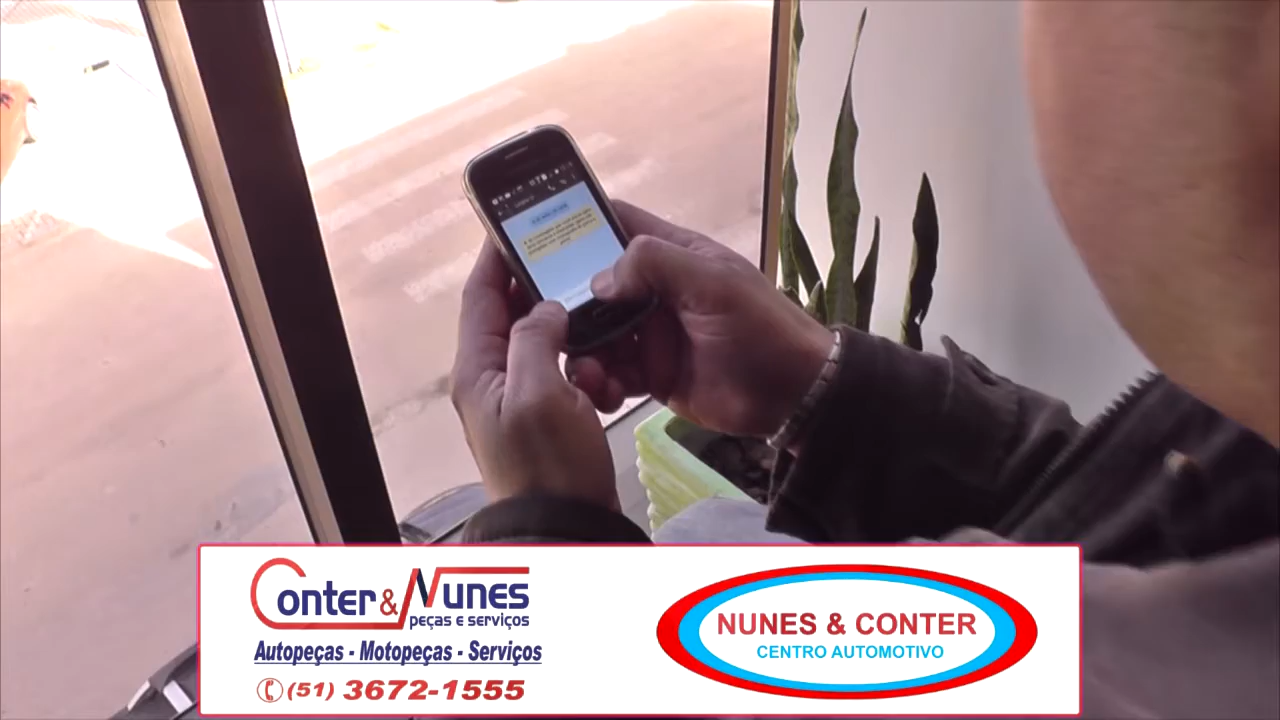 Conter & Nunes
peças e serviços
Autopeças - Motopeças - Serviços
(51) 3672-1555
NUNES & CONTER
CENTRO AUTOMOTIVO